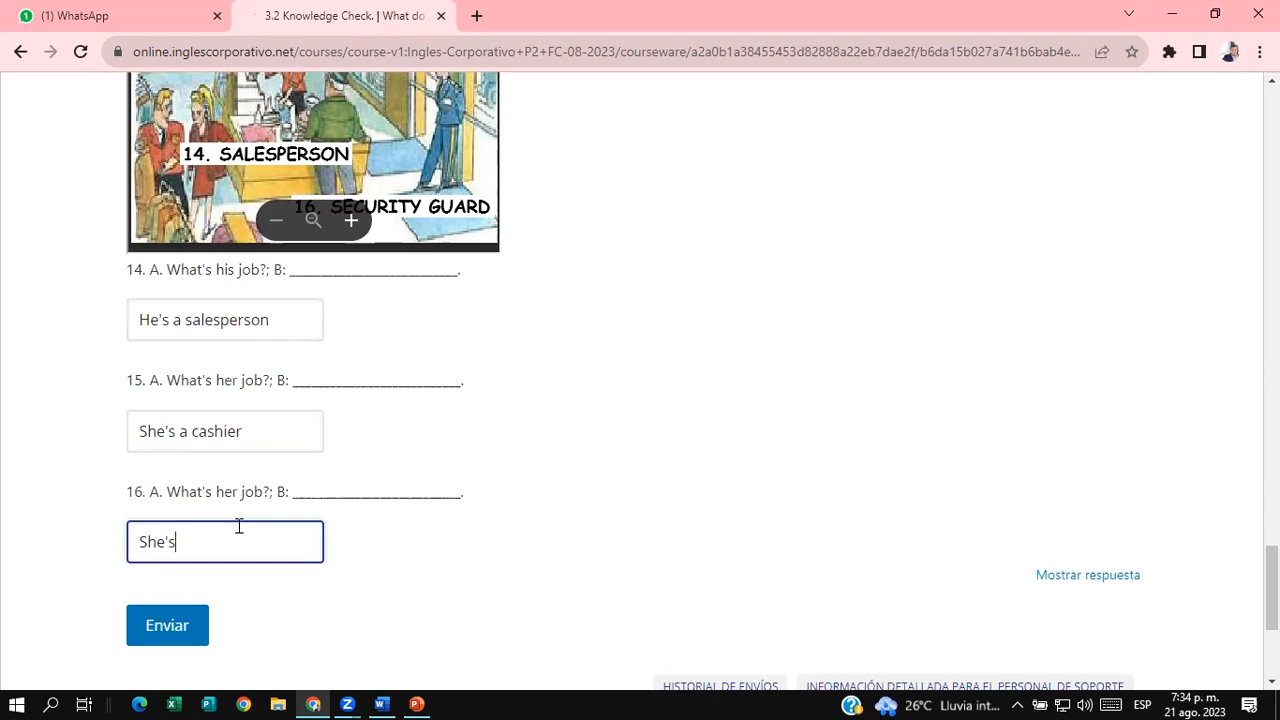 (1) WhatsApp
3.2 Knowledge Check. | What do
online.inglescorporativo.net/courses/course-v1:Ingles-Corporativo+P2+FC-08-2023/courseware/a2a0b1a38455453d82888a22eb7dae2f/b6da15b027a741b6bab4e...
14. SALESPERSON
16. SECURITY GUARD
14. A. What's his job?; B: _________________________.
He's a salesperson
15. A. What's her job?; B: _________________________.
She's a cashier
16. A. What's her job?; B: _________________________.
She's
Mostrar respuesta
Enviar
HISTORIAL DE ENVÍOS
INFORMACIÓN DETALLADA PARA EL PERSONAL DE SOPORTE
26°C Lluvia int...
ESP
7:34 p. m.
21 ago. 2023